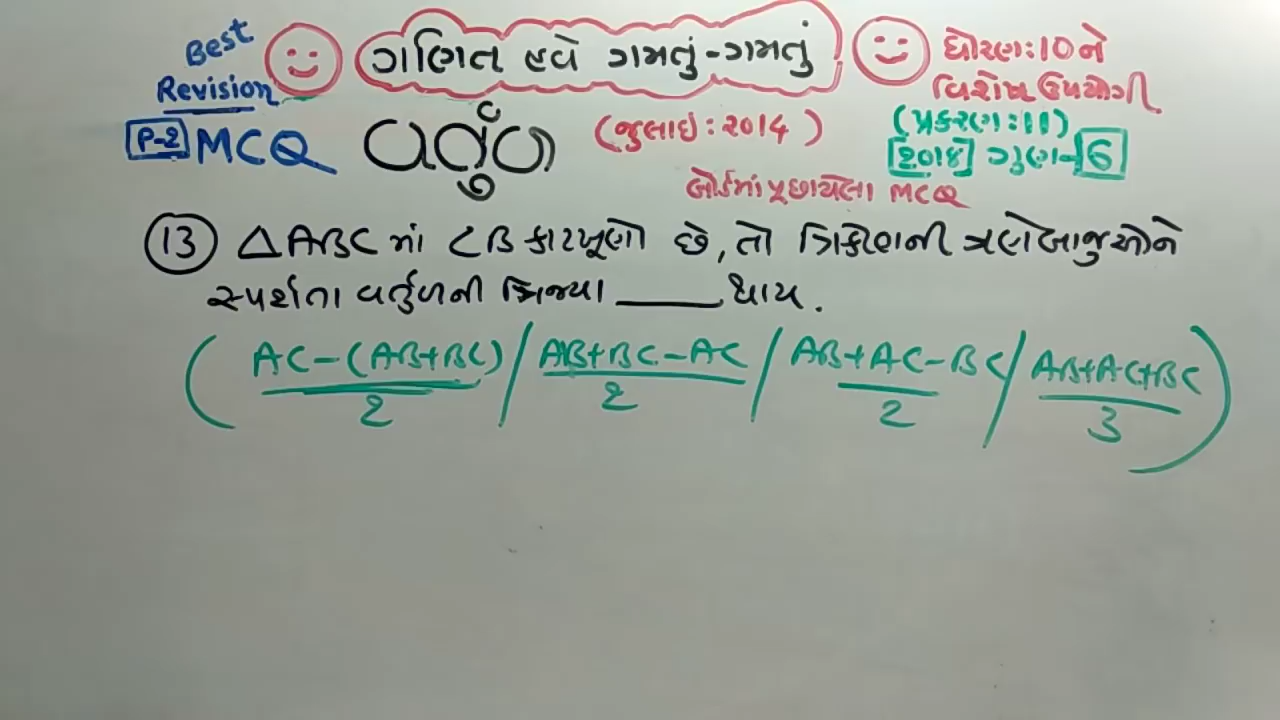 Best Revision
ગણિત હવે ગમતું-ગમતું
ધોરણ:10 ને
વિશેષ ઉપયોગી
P-2 MCQ વર્તુળ (જુલાઇ: 2014)
(પ્રકરણ:11)
[2018] ગુણ-6
બોર્ડમાં પૂછાયેલા MCQ
(13) △ABC માં ∠B કાટખૂણો છે, તો ત્રિકોણની ત્રણે બાજુઓને
સ્પર્શતા વર્તુળની ત્રિજ્યા ____ થાય.
( AC-(AB+BC)/2 / AB+BC-AC/2 / AB+AC-BC/2 / AB+AC+BC/3 )